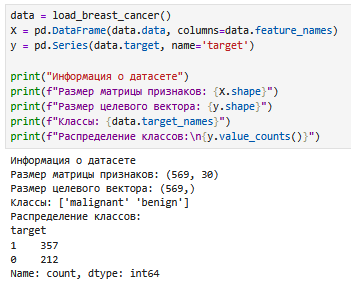 data = load_breast_cancer()
X = pd.DataFrame(data.data, columns=data.feature_names)
y = pd.Series(data.target, name='target')
print("Информация о датасете")
print(f"Размер матрицы признаков: {X.shape}")
print(f"Размер целевого вектора: {y.shape}")
print(f"Классы: {data.target_names}")
print(f"Распределение классов:\n{y.value_counts()}")
Информация о датасете
Размер матрицы признаков: (569, 30)
Размер целевого вектора: (569,)
Классы: ['malignant' 'benign']
Распределение классов:
target
1    357
0    212
Name: count, dtype: int64